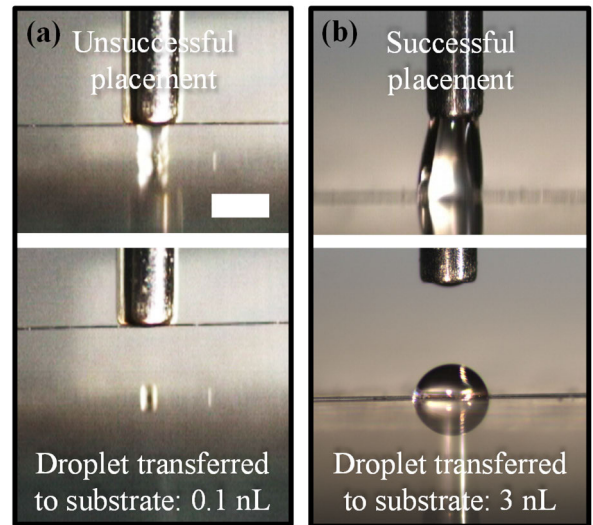 (a) Unsuccessful
placement
Droplet transferred
to substrate: 0.1 nL
(b) Successful
placement
Droplet transferred
to substrate: 3 nL